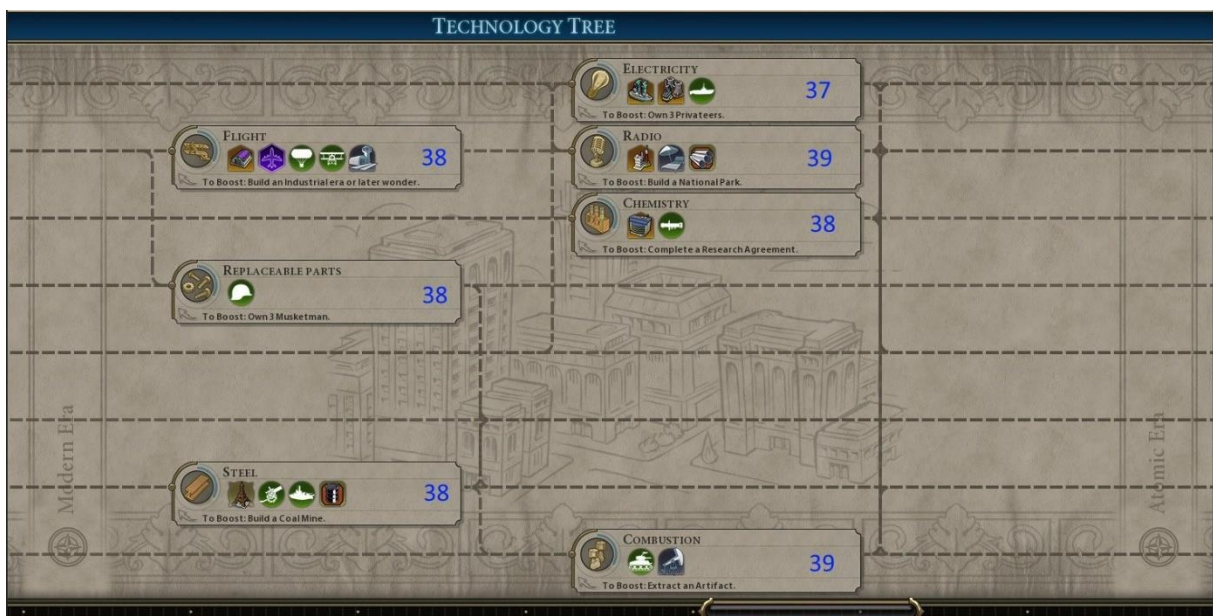 TECHNOLOGY TREE
ELECTRICITY
37
To Boost: Own 3 Privateers.
FLIGHT
38
To Boost: Build an Industrial era or later wonder.
RADIO
39
To Boost: Build a National Park.
CHEMISTRY
38
To Boost: Complete a Research Agreement.
REPLACEABLE PARTS
38
To Boost: Own 3 Musketman.
Modern Era
Atomic Era
STEEL
38
To Boost: Build a Coal Mine.
COMBUSTION
39
To Boost: Extract an Artifact.